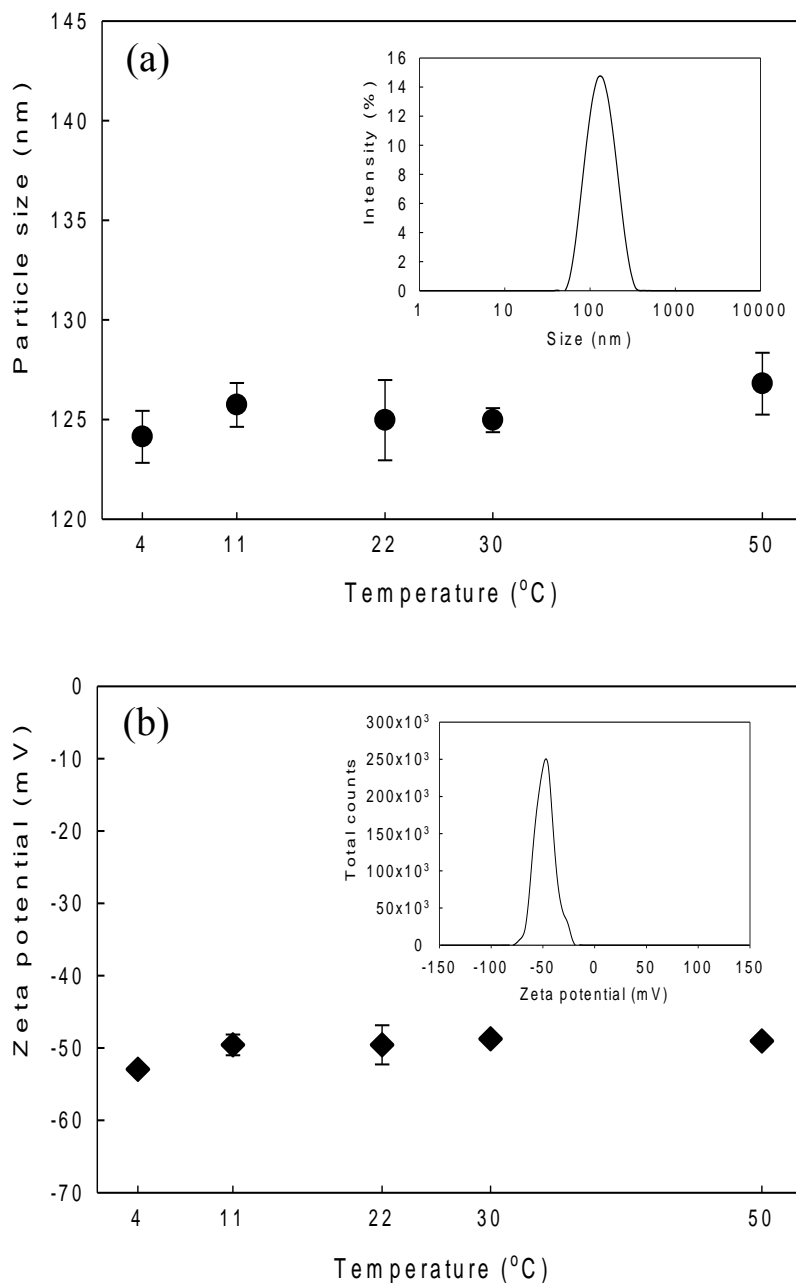 (a)
Particle size (nm)
145
140
135
130
125
120
4 11 22 30 50
Temperature (°C)
Intensity (%)
16
14
12
10
8
6
4
2
0
1 10 100 1000 10000
Size (nm)
(b)
Zeta potential (mV)
0
-10
-20
-30
-40
-50
-60
-70
4 11 22 30 50
Temperature (°C)
Total counts
300x10³
250x10³
200x10³
150x10³
100x10³
50x10³
0
-150 -100 -50 0 50 100 150
Zeta potential (mV)